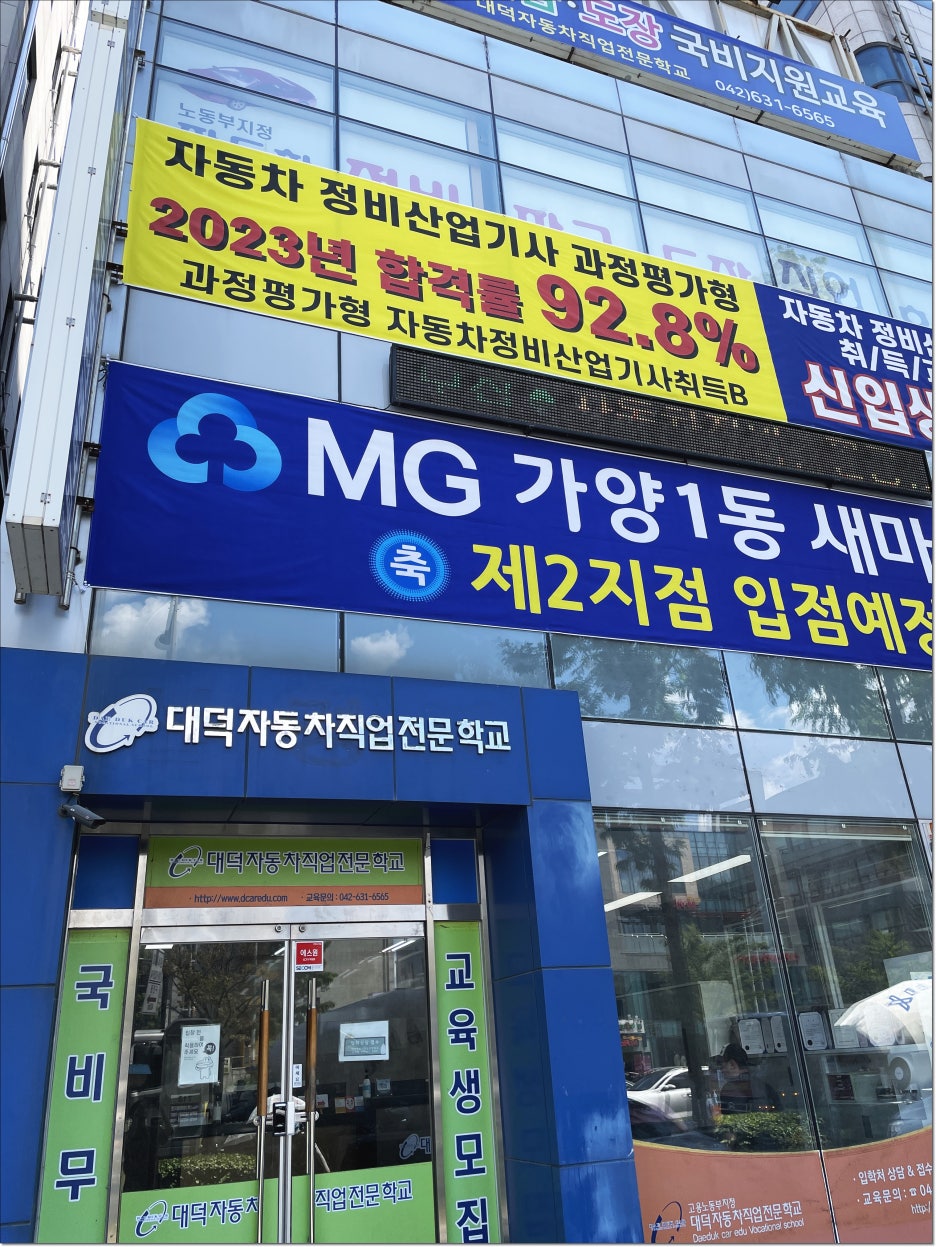 도장 국비지원교육
대덕자동차직업전문학교 042)631-6565
노동부지정
자동차 정비산업기사 과정평가형
2023년 합격률 92.8%
과정평가형 자동차정비산업기사취득B
자동차 정비
취/득/
신입생
MG 가양1동 새마
축 제2지점 입점예정
DAE DUK CAR
대덕자동차직업전문학교
대덕자동차직업전문학교
· http://www.dcaredu.com · 교육문의 : 042-631-6565
에스원
SECOM
국비무
교육생모집
대덕자동차직업전문학교
고용노동부지정
대덕자동차직업전문학교
Daeduk car edu Vocational school
· 입학처 상담 & 접수
· 교육문의 : ☎ 04
http:/